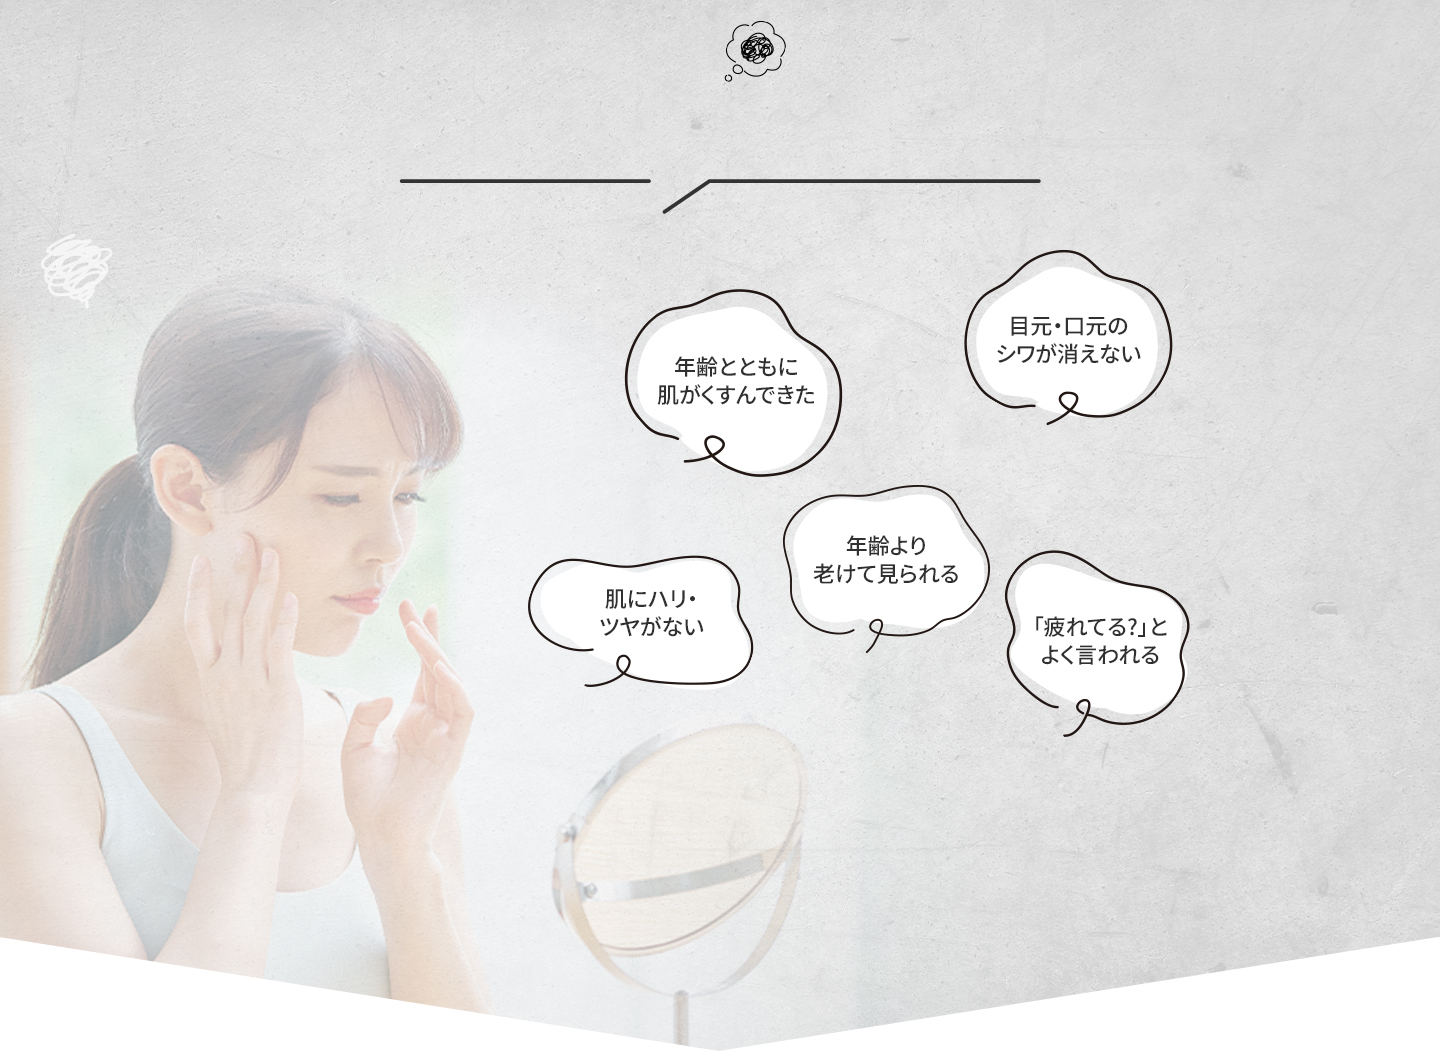 年齢とともに
肌がくすんできた
目元・口元の
シワが消えない
年齢より
老けて見られる
肌にハリ・
ツヤがない
「疲れてる?」と
よく言われる